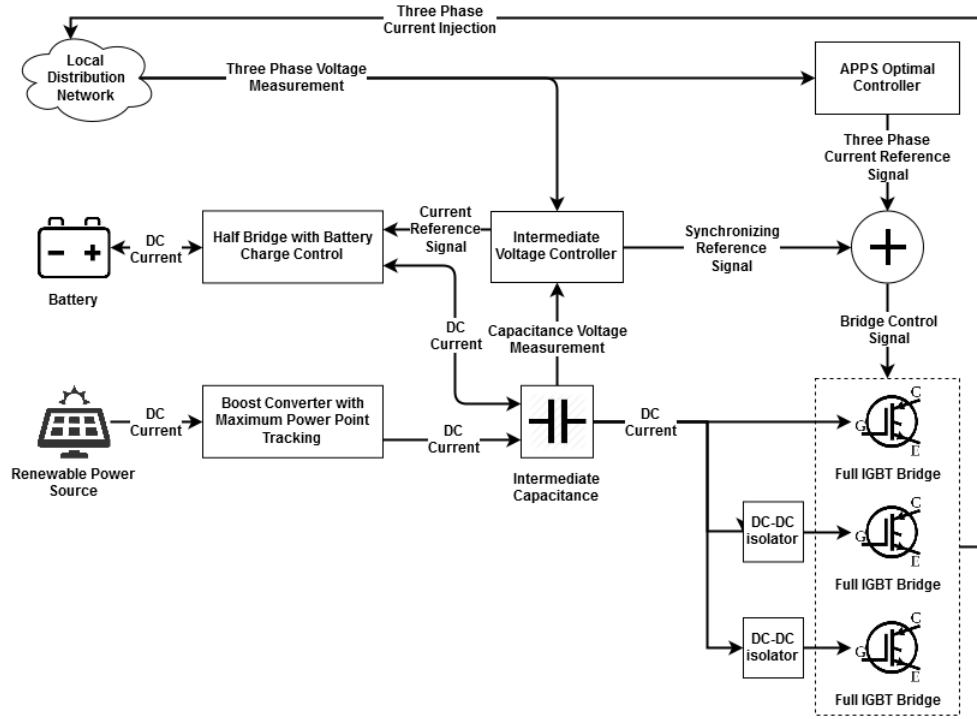 Three Phase
Current Injection
Local
Distribution
Network
Three Phase Voltage
Measurement
APPS Optimal
Controller
Three Phase
Current Reference
Signal
DC
Current
Half Bridge with Battery
Charge Control
Current
Reference
Signal
Intermediate
Voltage Controller
Synchronizing
Reference
Signal
Battery
DC
Current
Capacitance Voltage
Measurement
Bridge Control
Signal
DC
Current
Boost Converter with
Maximum Power Point
Tracking
DC
Current
DC
Current
Renewable Power
Source
Intermediate
Capacitance
C
G
E
Full IGBT Bridge
DC-DC
isolator
C
G
E
Full IGBT Bridge
DC-DC
isolator
C
G
E
Full IGBT Bridge